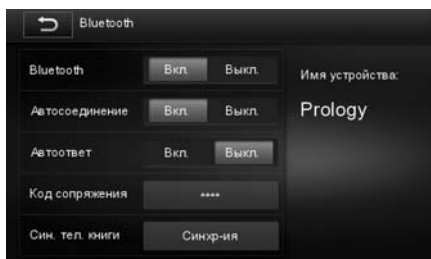 Bluetooth
Bluetooth Вкл. Выкл.
Имя устройства:
Автосоединение Вкл. Выкл.
Prology
Автоответ Вкл. Выкл.
Код сопряжения ****
Син. тел. книги Синхр-ия